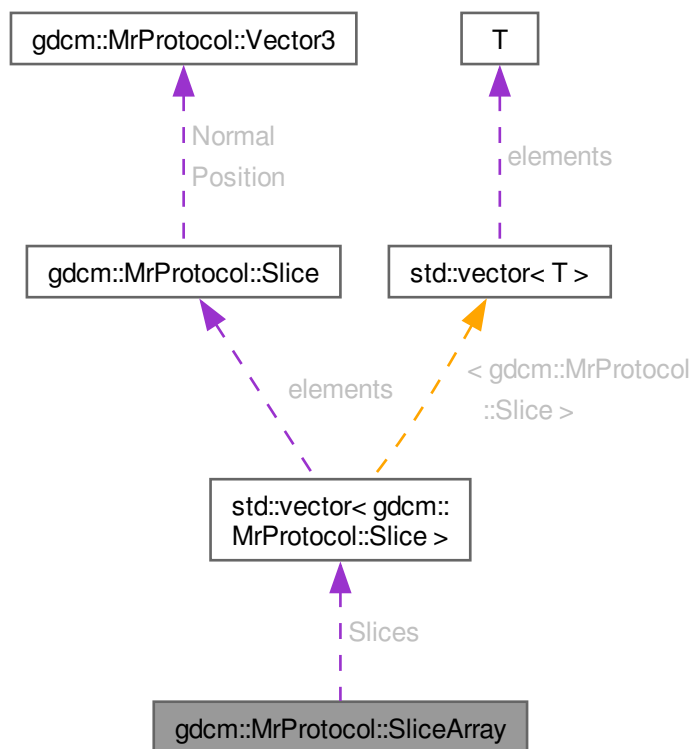 gdcm::MrProtocol::Vector3
T
Normal
Position
elements
gdcm::MrProtocol::Slice
std::vector< T >
elements
< gdcm::MrProtocol
::Slice >
std::vector< gdcm::
MrProtocol::Slice >
Slices
gdcm::MrProtocol::SliceArray